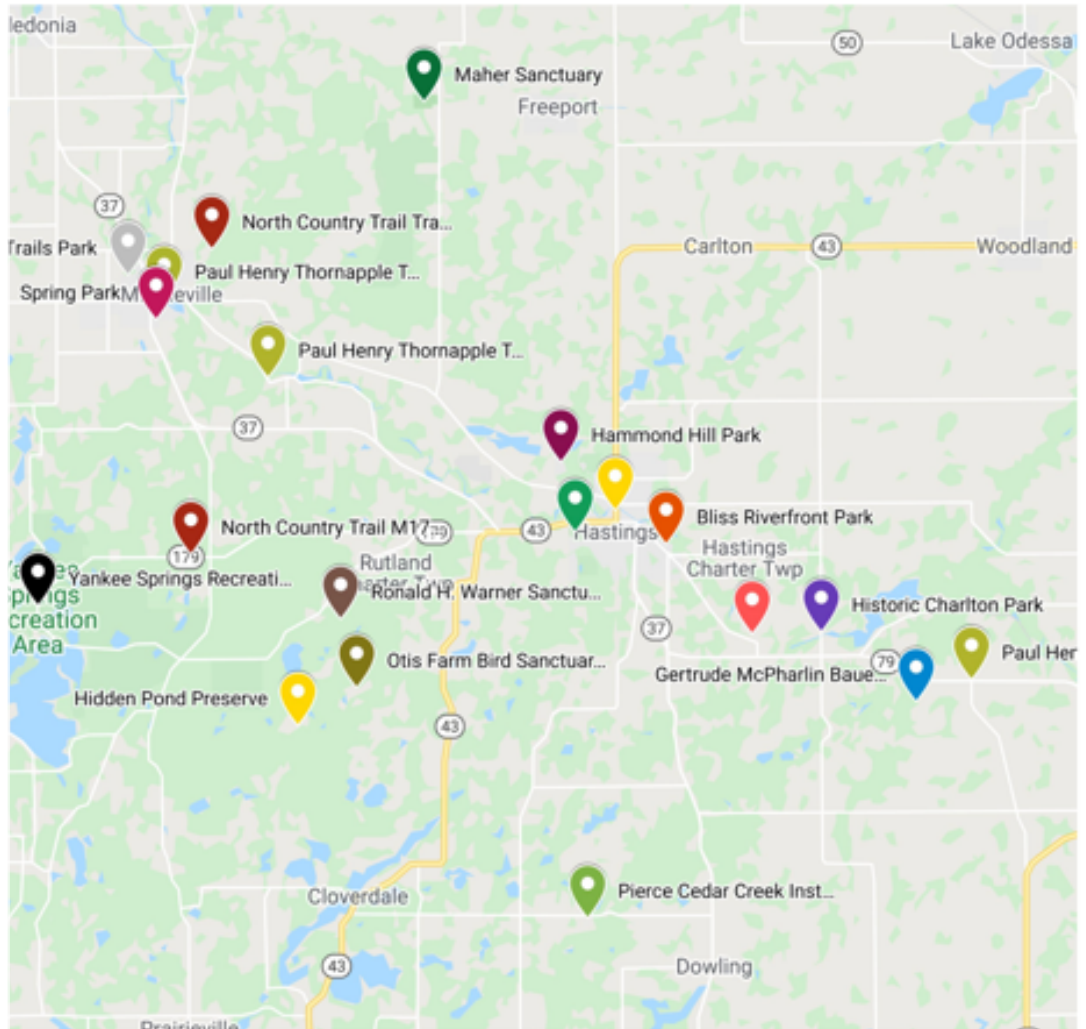 ledonia
50
Lake Odessa
Maher Sanctuary
Freeport
37
North Country Trail Tra...
Trails Park
Carlton
43
Woodland
Paul Henry Thornapple T...
Spring Park
Paul Henry Thornapple T...
37
Hammond Hill Park
North Country Trail M17...
43
Hastings
Bliss Riverfront Park
179
Rutland
Hastings
Charter Twp
Yankee Springs Recreati...
Springs
creation
Area
Ronald H. Warner Sanctu...
Historic Charlton Park
37
Otis Farm Bird Sanctuar...
79
Paul Her
Gertrude McPharlin Baue...
Hidden Pond Preserve
43
Cloverdale
Pierce Cedar Creek Inst...
43
Dowling
Prairieville